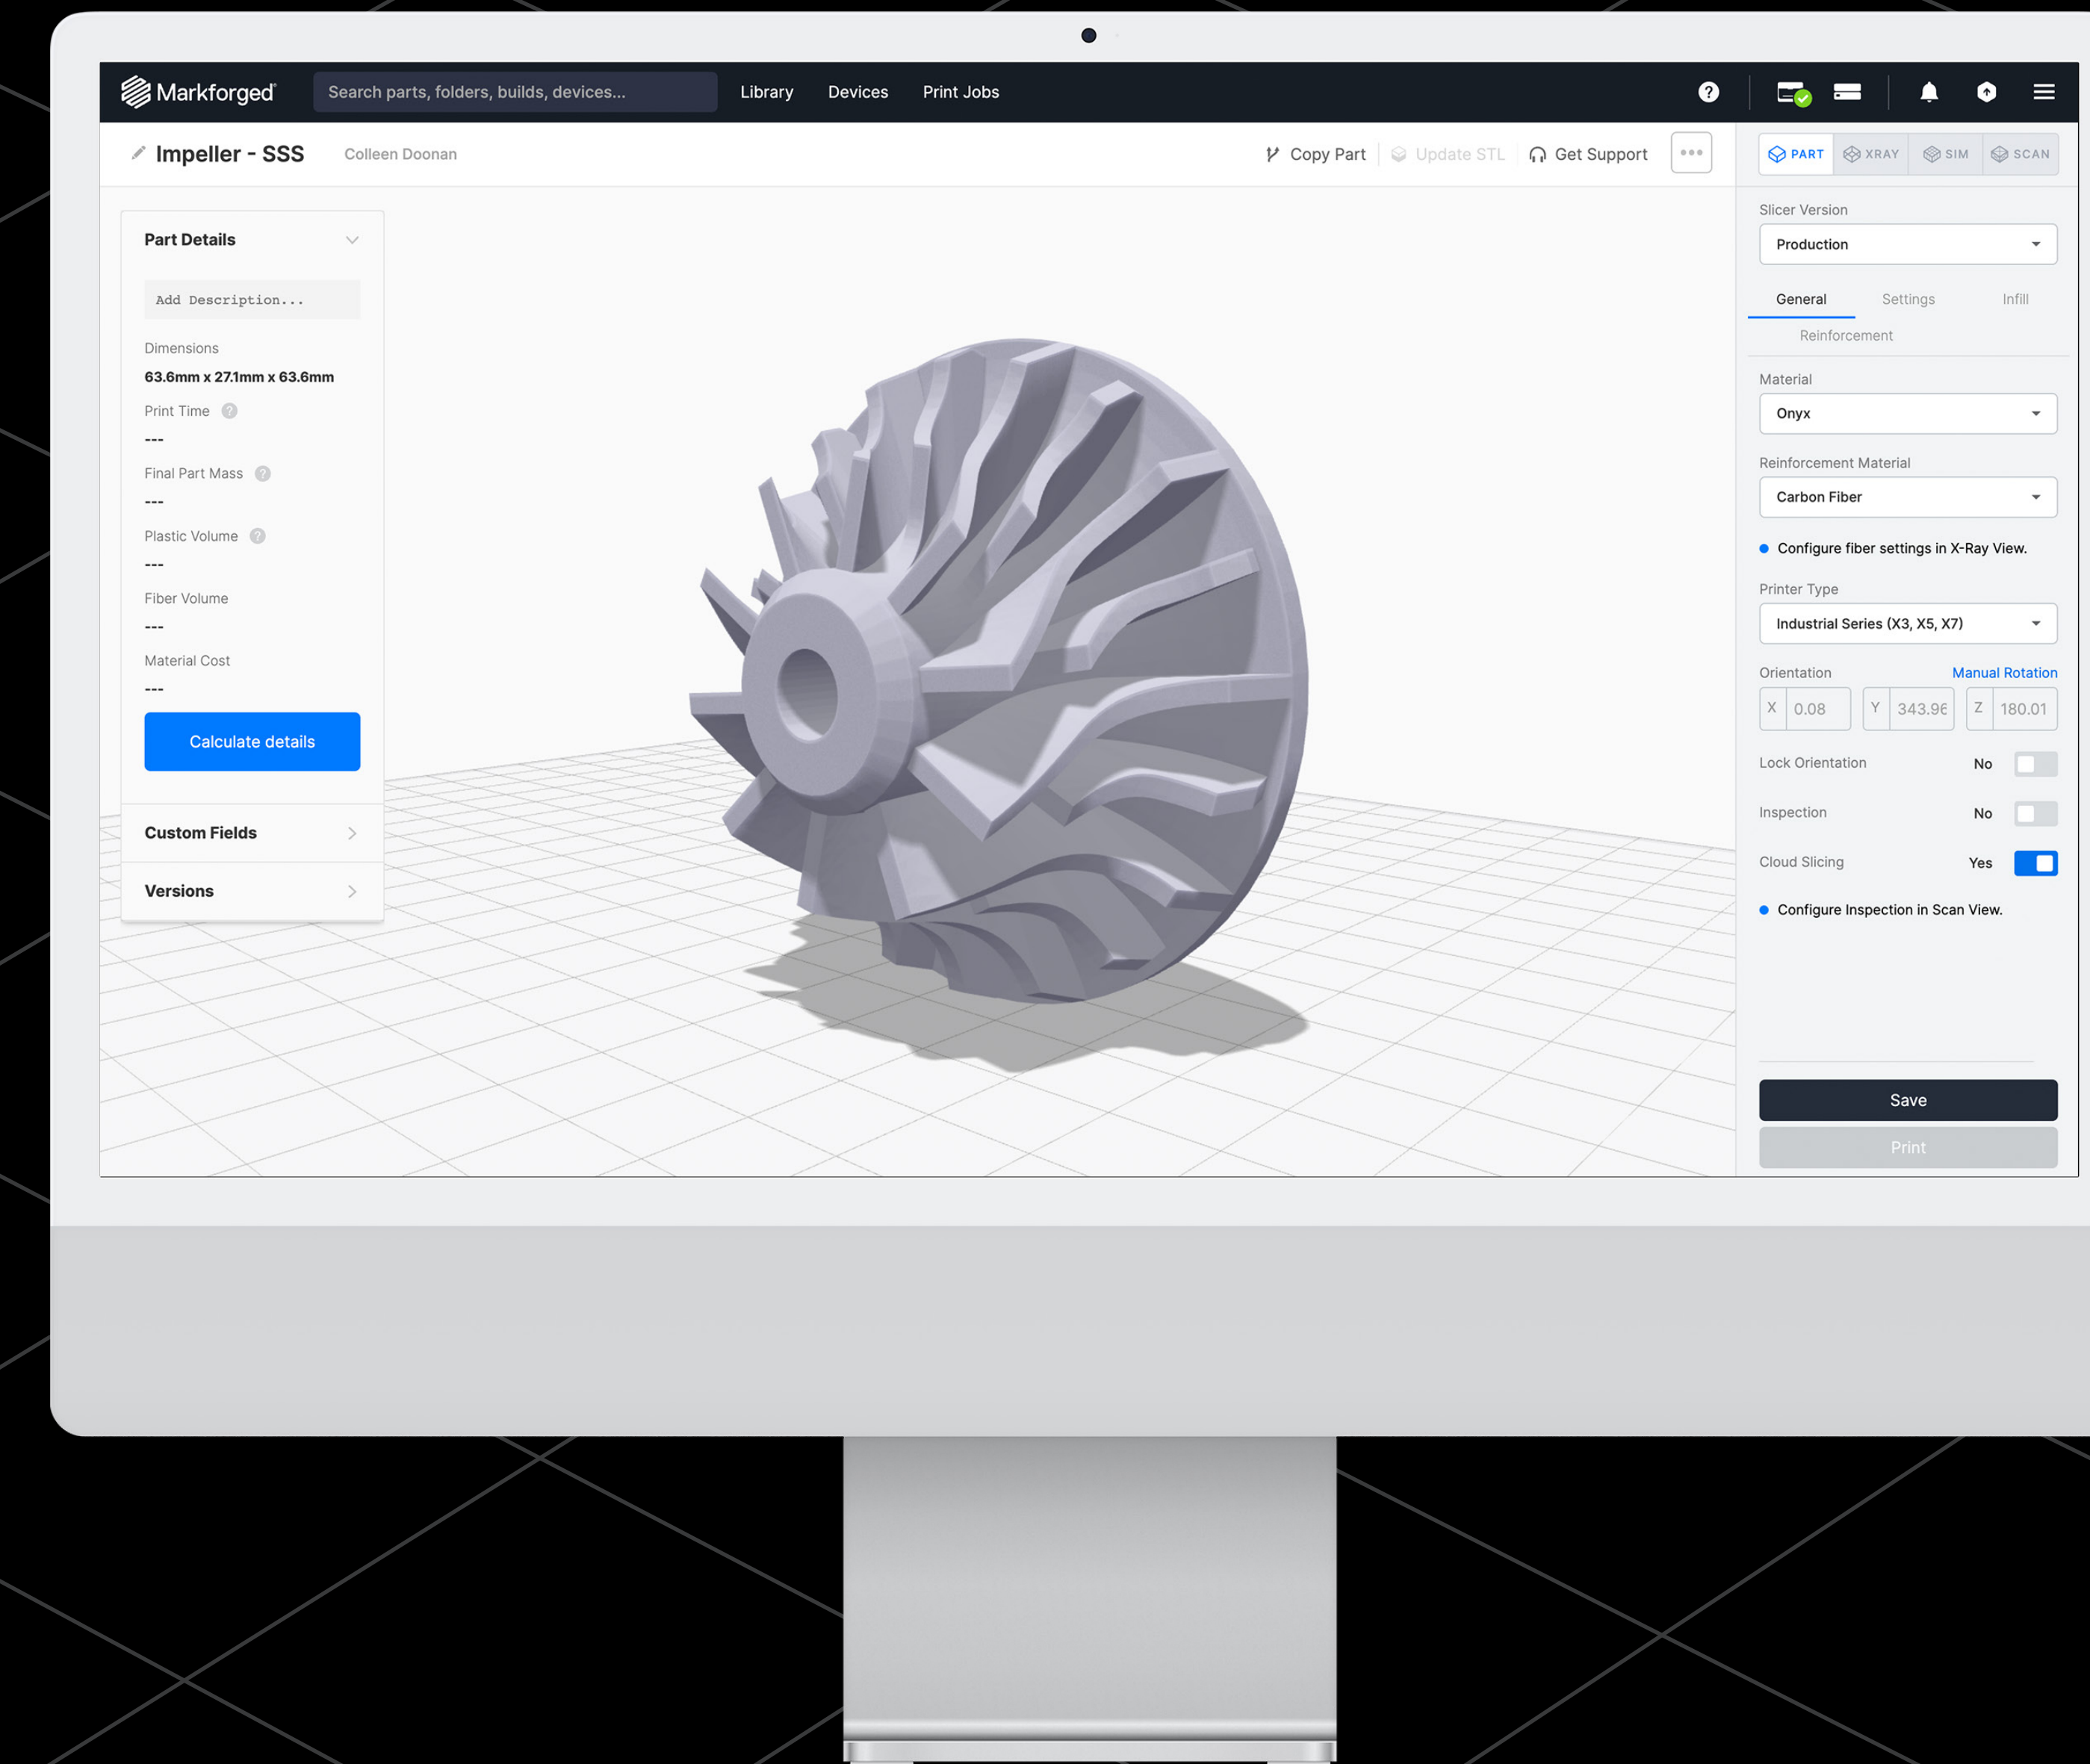 Markforged
Search parts, folders, builds, devices...
Library
Devices
Print Jobs
Impeller - SSS
Colleen Doonan
Copy Part
Update STL
Get Support
PART
XRAY
SIM
SCAN
Part Details
Add Description...
Dimensions
63.6mm x 27.1mm x 63.6mm
Print Time ?
---
Final Part Mass ?
---
Plastic Volume ?
---
Fiber Volume
---
Material Cost
---
Calculate details
Custom Fields
Versions
Slicer Version
Production
General
Settings
Infill
Reinforcement
Material
Onyx
Reinforcement Material
Carbon Fiber
Configure fiber settings in X-Ray View.
Printer Type
Industrial Series (X3, X5, X7)
Orientation
Manual Rotation
X 0.08
Y 343.96
Z 180.01
Lock Orientation No
Inspection No
Cloud Slicing Yes
Configure Inspection in Scan View.
Save
Print